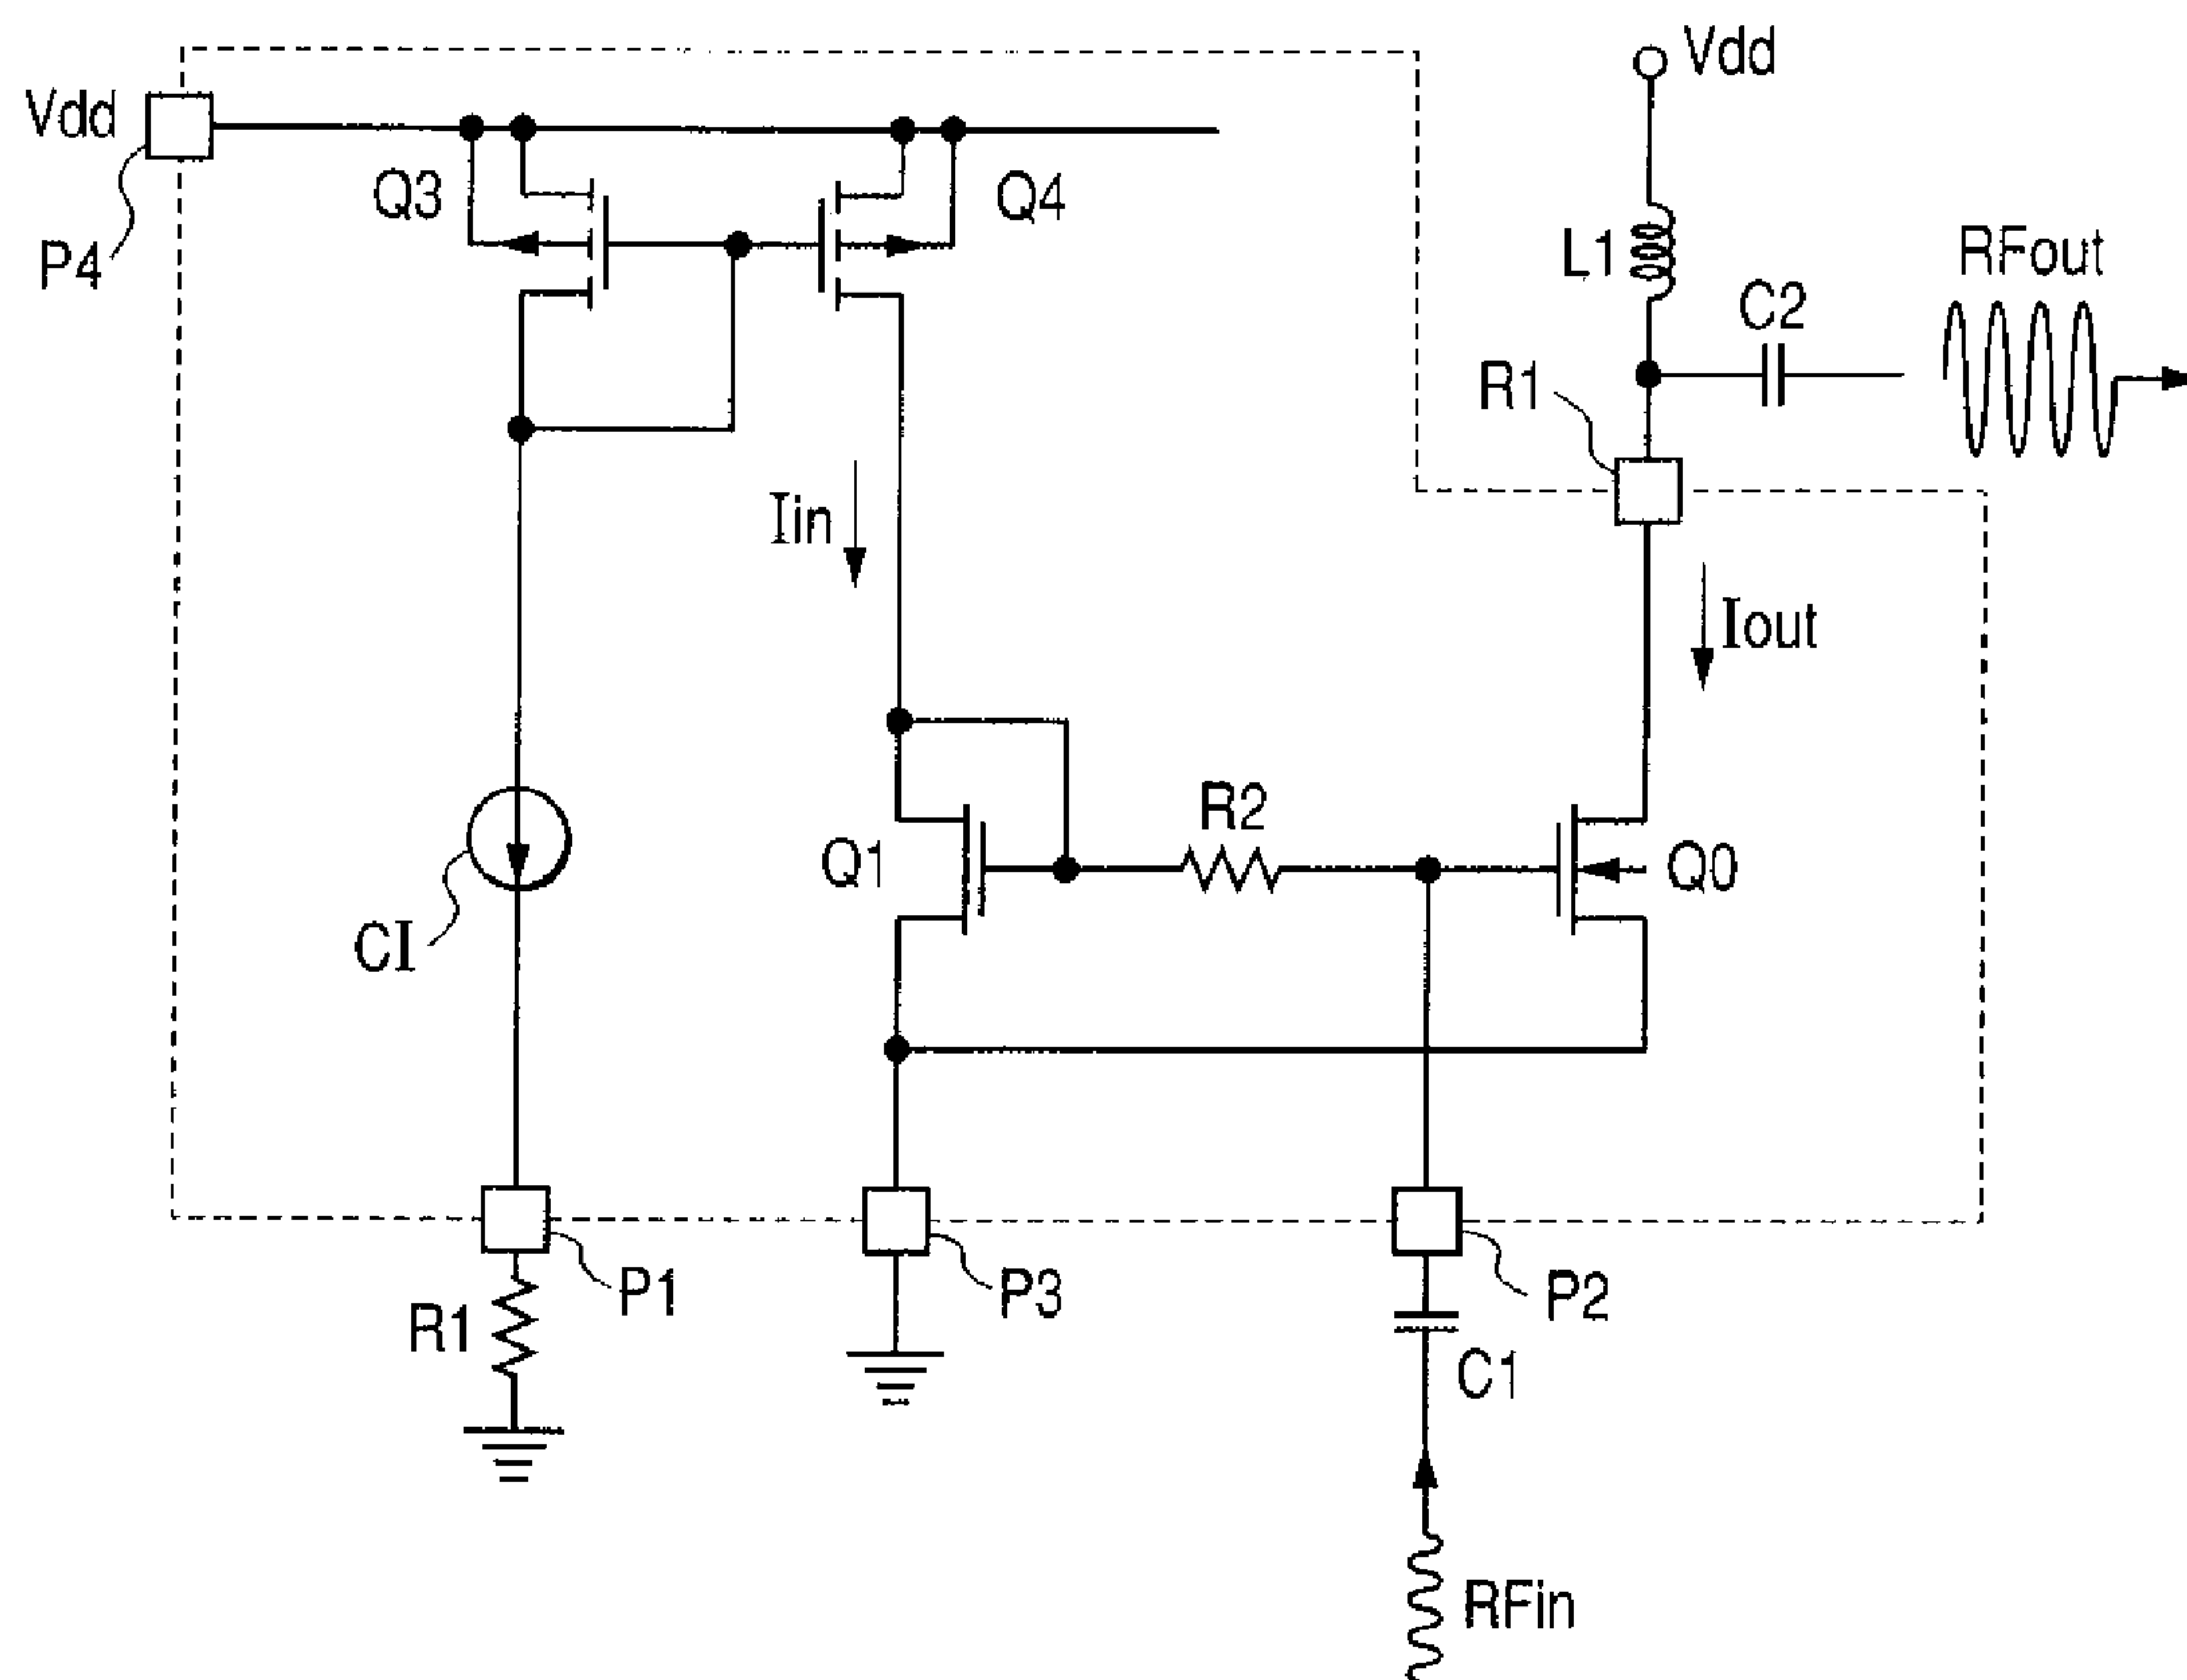 Vdd
Vdd
Q3
Q4
P4
L1
RFout
C2
R1
Iin
Iout
R2
Q1
Q0
CI
P1
P3
P2
R1
C1
RFin